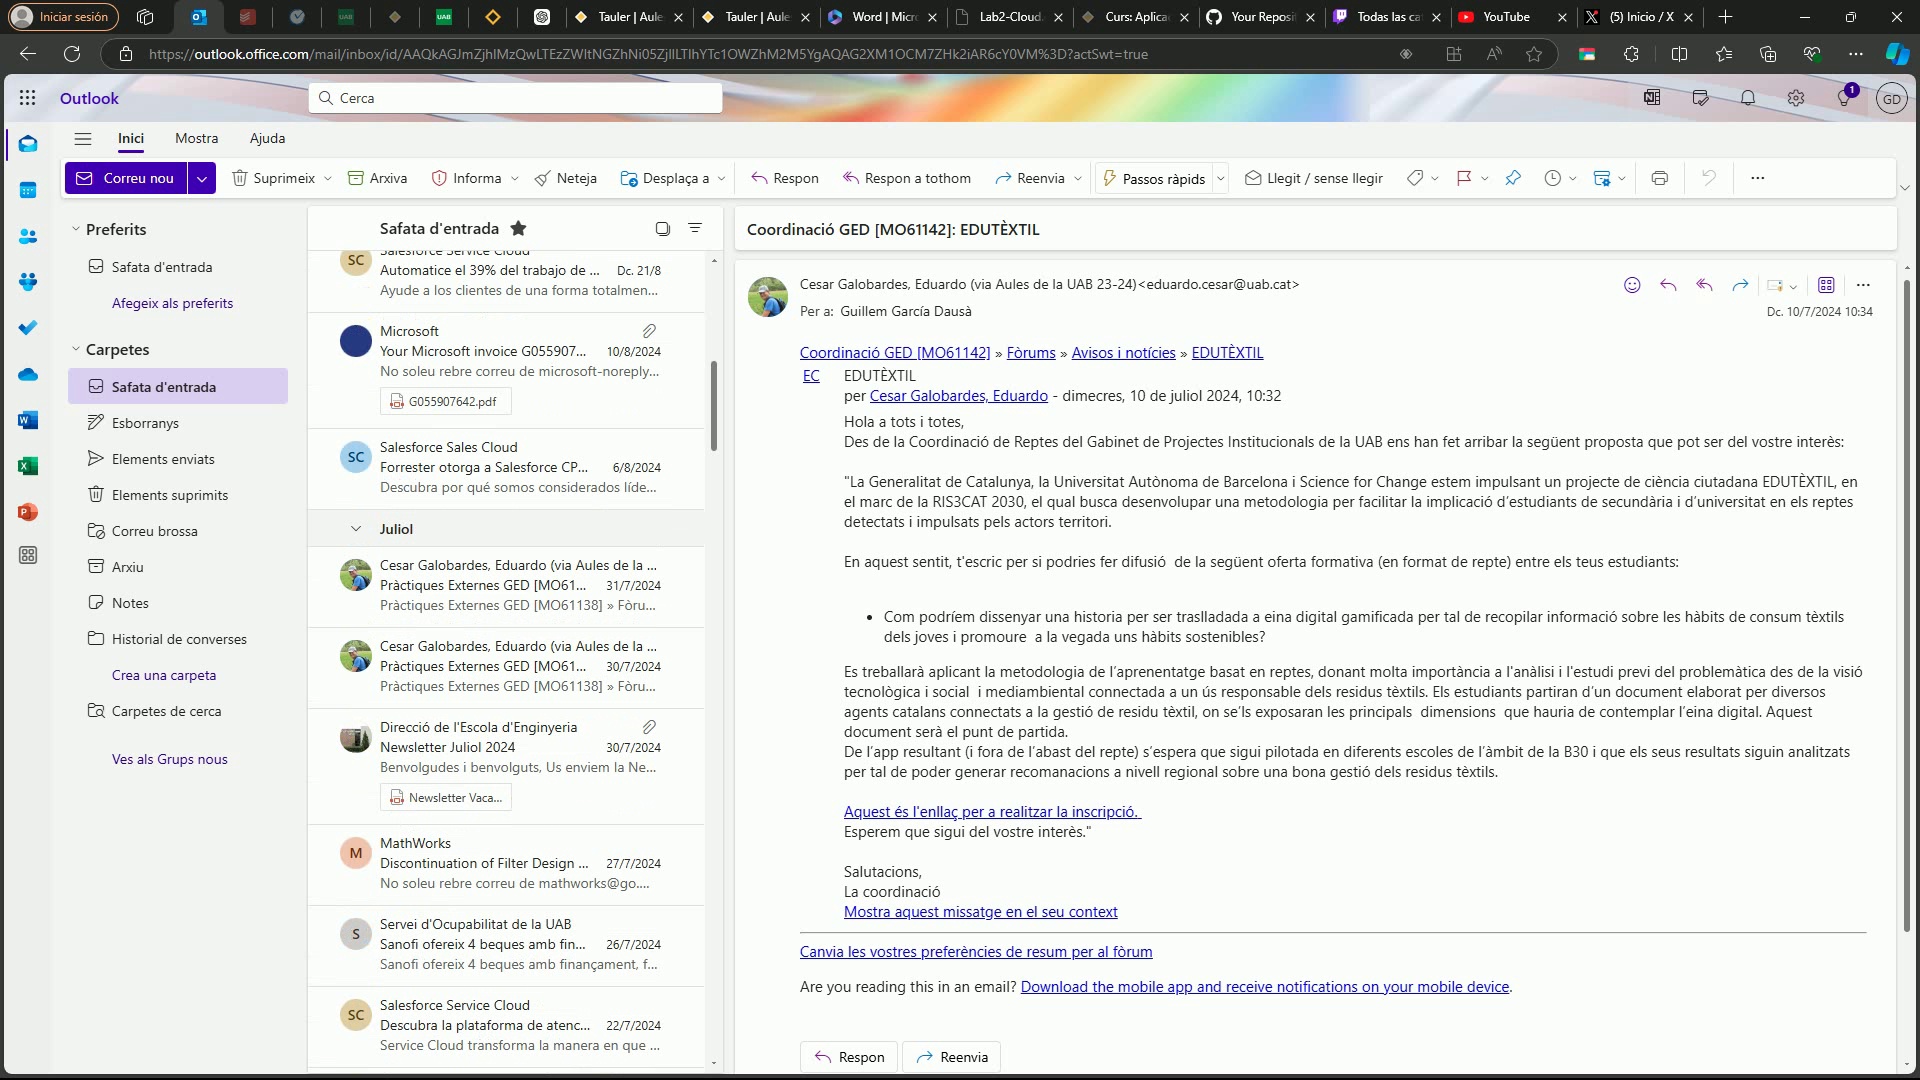 Iniciar sesión
Tauler | Aule
Tauler | Aule
Word | Micr
Lab2-Cloud
Curs: Aplica
Your Reposi
Todas las ca
YouTube
(5) Inicio / X
https://outlook.office.com/mail/inbox/id/AAQkAGJmZjhlMzQwLTEzZWItNGZhNi05ZjllLTlhYTc1OWZhM2M5YgAQAG2XM1OCM7ZHk2iAR6cY0VM%3D?actSwt=true
Outlook
Cerca
1
GD
Inici
Mostra
Ajuda
Correu nou
Suprimeix
Arxiva
Informa
Neteja
Desplaça a
Respon
Respon a tothom
Reenvia
Passos ràpids
Llegit / sense llegir
Preferits
Safata d'entrada
Afegeix als preferits
Carpetes
Safata d'entrada
Esborranys
Elements enviats
Elements suprimits
Correu brossa
Arxiu
Notes
Historial de converses
Crea una carpeta
Carpetes de cerca
Ves als Grups nous
Safata d'entrada
SC
Salesforce Service Cloud
Automatice el 39% del trabajo de ... Dc. 21/8
Ayude a los clientes de una forma totalmen...
Microsoft
Your Microsoft invoice G055907... 10/8/2024
No soleu rebre correu de microsoft-noreply...
G055907642.pdf
SC
Salesforce Sales Cloud
Forrester otorga a Salesforce CP... 6/8/2024
Descubra por qué somos considerados líde...
Juliol
Cesar Galobardes, Eduardo (via Aules de la ...
Pràctiques Externes GED [MO61... 31/7/2024
Pràctiques Externes GED [MO61138] » Fòru...
Cesar Galobardes, Eduardo (via Aules de la ...
Pràctiques Externes GED [MO61... 30/7/2024
Pràctiques Externes GED [MO61138] » Fòru...
Direcció de l'Escola d'Enginyeria
Newsletter Juliol 2024 30/7/2024
Benvolgudes i benvolguts, Us enviem la Ne...
Newsletter Vaca...
M
MathWorks
Discontinuation of Filter Design ... 27/7/2024
No soleu rebre correu de mathworks@go....
S
Servei d'Ocupabilitat de la UAB
Sanofi ofereix 4 beques amb fin... 26/7/2024
Sanofi ofereix 4 beques amb finançament, f...
SC
Salesforce Service Cloud
Descubra la plataforma de atenc... 22/7/2024
Service Cloud transforma la manera en que ...
Coordinació GED [MO61142]: EDUTÈXTIL
Cesar Galobardes, Eduardo (via Aules de la UAB 23-24)<eduardo.cesar@uab.cat>
Per a: Guillem García Dausà
Dc. 10/7/2024 10:34
Coordinació GED [MO61142] » Fòrums » Avisos i notícies » EDUTÈXTIL
EC EDUTÈXTIL
per Cesar Galobardes, Eduardo - dimecres, 10 de juliol 2024, 10:32
Hola a tots i totes,
Des de la Coordinació de Reptes del Gabinet de Projectes Institucionals de la UAB ens han fet arribar la següent proposta que pot ser del vostre interès:
"La Generalitat de Catalunya, la Universitat Autònoma de Barcelona i Science for Change estem impulsant un projecte de ciència ciutadana EDUTÈXTIL, en
el marc de la RIS3CAT 2030, el qual busca desenvolupar una metodologia per facilitar la implicació d'estudiants de secundària i d'universitat en els reptes
detectats i impulsats pels actors territori.
En aquest sentit, t'escric per si podries fer difusió  de la següent oferta formativa (en format de repte) entre els teus estudiants:
• Com podríem dissenyar una historia per ser traslladada a eina digital gamificada per tal de recopilar informació sobre les hàbits de consum tèxtils
dels joves i promoure  a la vegada uns hàbits sostenibles?
Es treballarà aplicant la metodologia de l'aprenentatge basat en reptes, donant molta importància a l'anàlisi i l'estudi previ del problemàtica des de la visió
tecnològica i social  i mediambiental connectada a un ús responsable dels residus tèxtils. Els estudiants partiran d'un document elaborat per diversos
agents catalans connectats a la gestió de residu tèxtil, on se'ls exposaran les principals  dimensions  que hauria de contemplar l'eina digital. Aquest
document serà el punt de partida.
De l'app resultant (i fora de l'abast del repte) s'espera que sigui pilotada en diferents escoles de l'àmbit de la B30 i que els seus resultats siguin analitzats
per tal de poder generar recomanacions a nivell regional sobre una bona gestió dels residus tèxtils.
Aquest és l'enllaç per a realitzar la inscripció.
Esperem que sigui del vostre interès."
Salutacions,
La coordinació
Mostra aquest missatge en el seu context
Canvia les vostres preferències de resum per al fòrum
Are you reading this in an email? Download the mobile app and receive notifications on your mobile device.
Respon
Reenvia